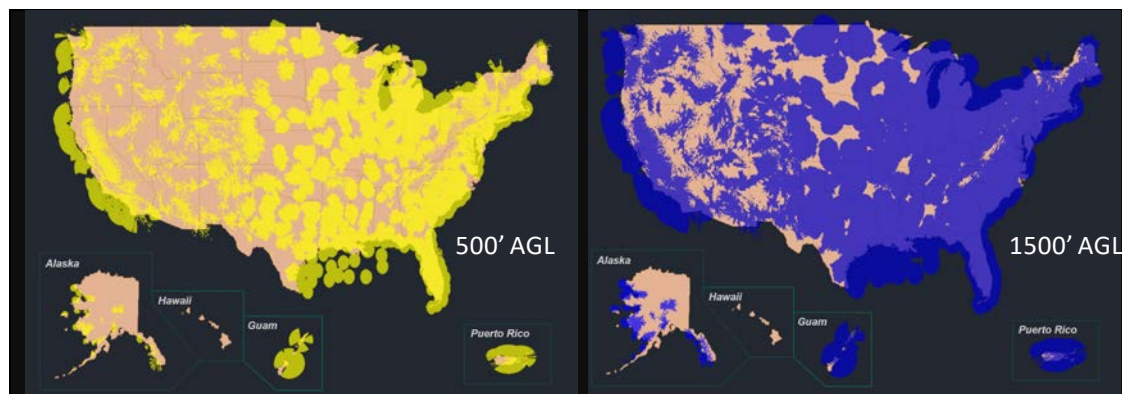 500’ AGL
Alaska
Hawaii
Guam
Puerto Rico
1500’ AGL
Alaska
Hawaii
Guam
Puerto Rico